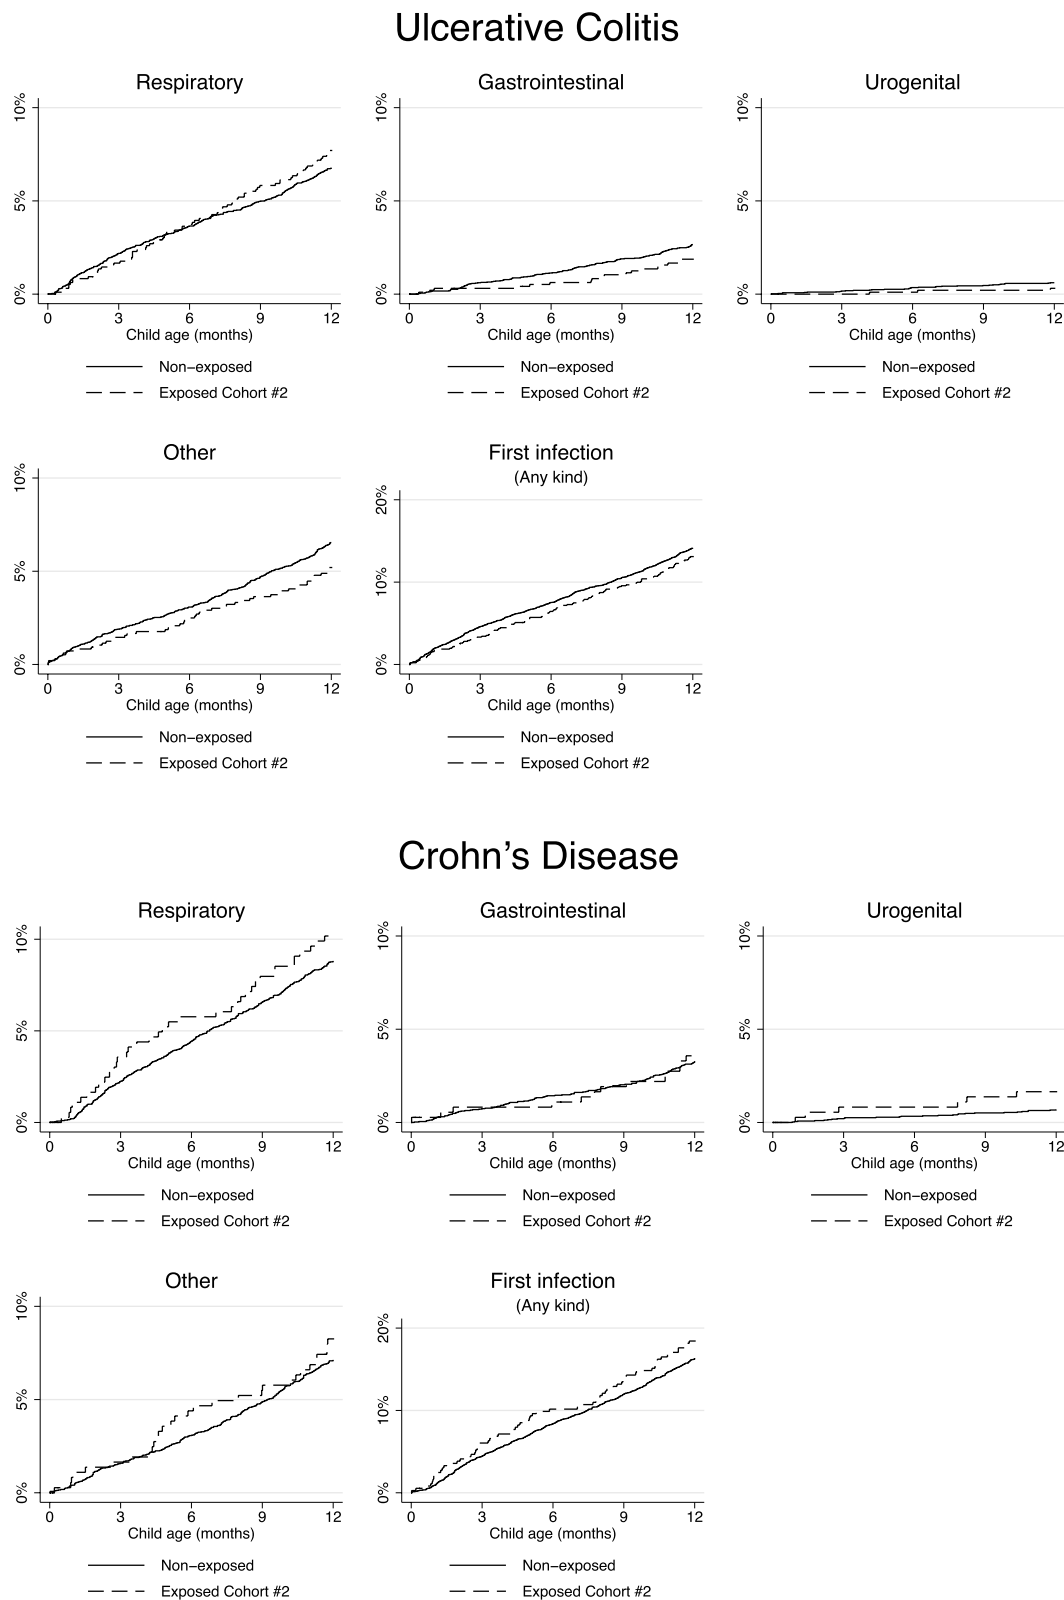 Ulcerative Colitis
Respiratory
10%
5%
0%
0 3 6 9 12
Child age (months)
Non−exposed
Exposed Cohort #2
Gastrointestinal
10%
5%
0%
0 3 6 9 12
Child age (months)
Non−exposed
Exposed Cohort #2
Urogenital
10%
5%
0%
0 3 6 9 12
Child age (months)
Non−exposed
Exposed Cohort #2
Other
10%
5%
0%
0 3 6 9 12
Child age (months)
Non−exposed
Exposed Cohort #2
First infection
(Any kind)
20%
10%
0%
0 3 6 9 12
Child age (months)
Non−exposed
Exposed Cohort #2
Crohn’s Disease
Respiratory
10%
5%
0%
0 3 6 9 12
Child age (months)
Non−exposed
Exposed Cohort #2
Gastrointestinal
10%
5%
0%
0 3 6 9 12
Child age (months)
Non−exposed
Exposed Cohort #2
Urogenital
10%
5%
0%
0 3 6 9 12
Child age (months)
Non−exposed
Exposed Cohort #2
Other
10%
5%
0%
0 3 6 9 12
Child age (months)
Non−exposed
Exposed Cohort #2
First infection
(Any kind)
20%
10%
0%
0 3 6 9 12
Child age (months)
Non−exposed
Exposed Cohort #2